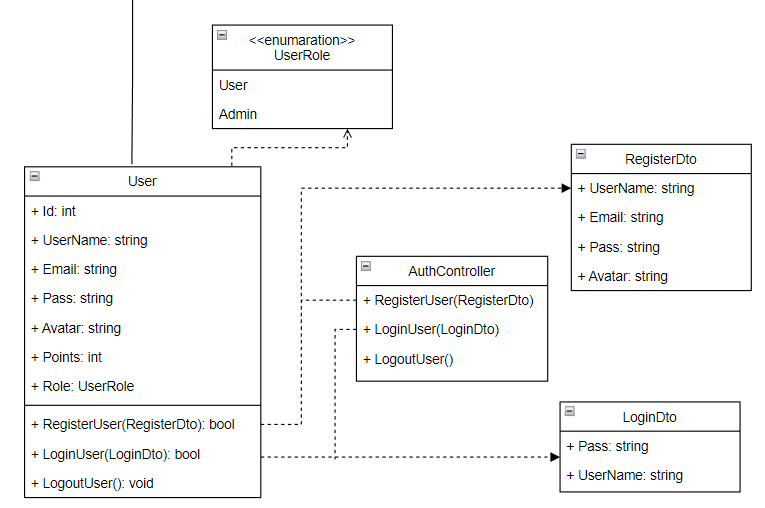 <<enumaration>>
UserRole
User
Admin
User
+ Id: int
+ UserName: string
+ Email: string
+ Pass: string
+ Avatar: string
+ Points: int
+ Role: UserRole
+ RegisterUser(RegisterDto): bool
+ LoginUser(LoginDto): bool
+ LogoutUser(): void
AuthController
+ RegisterUser(RegisterDto)
+ LoginUser(LoginDto)
+ LogoutUser()
RegisterDto
+ UserName: string
+ Email: string
+ Pass: string
+ Avatar: string
LoginDto
+ Pass: string
+ UserName: string